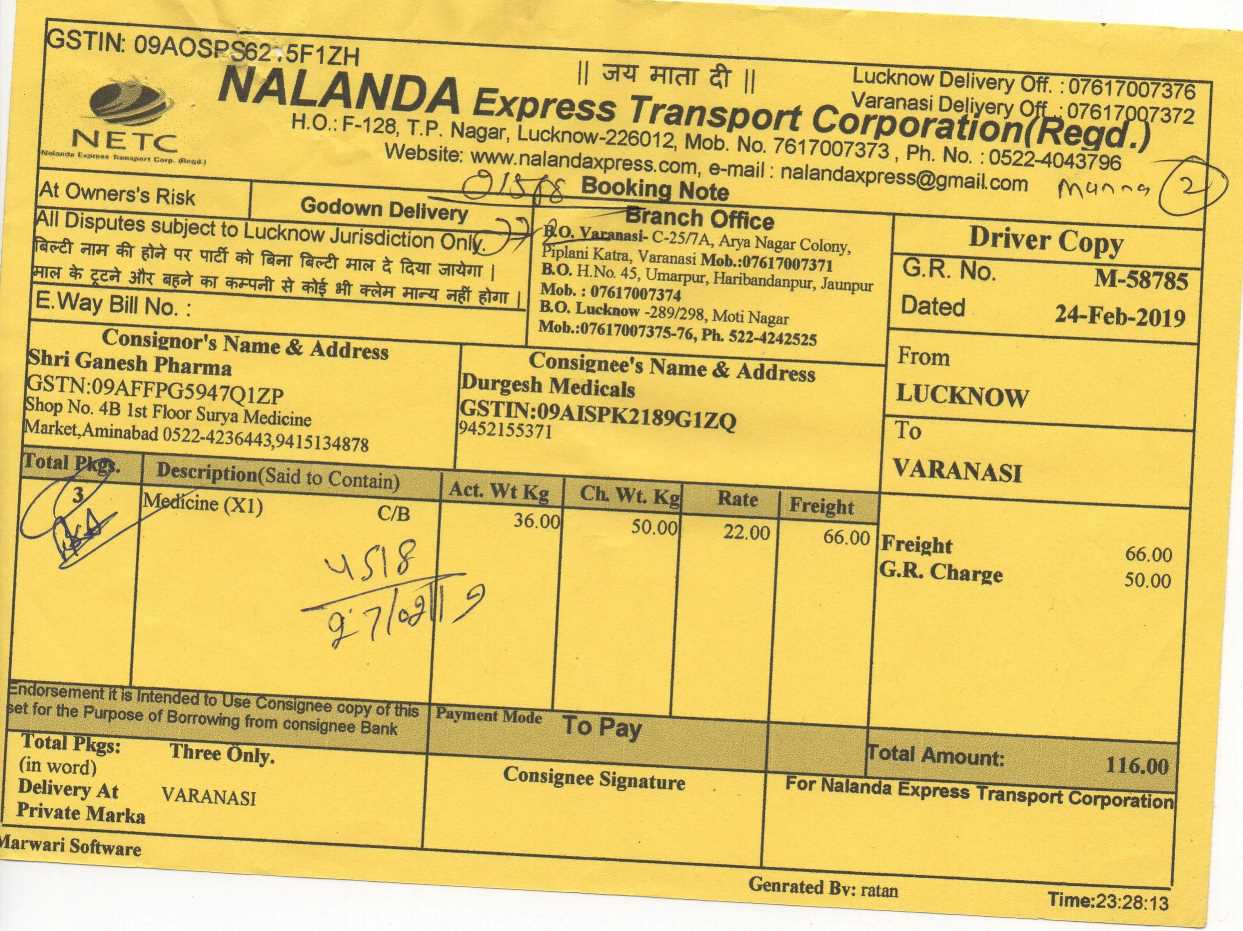 GSTIN: 09AOSPS6215F1ZH
|| जय माता दी ||
Lucknow Delivery Off. : 07617007376
Varanasi Delivery Off. : 07617007372
NALANDA Express Transport Corporation(Regd.)
NETC
Nalanda Express Transport Corp. (Regd.)
H.O.: F-128, T.P. Nagar, Lucknow-226012, Mob. No. 7617007373 , Ph. No. : 0522-4043796
Website: www.nalandaxpress.com, e-mail : nalandaxpress@gmail.com
Manna 2
At Owners's Risk
Godown Delivery
Booking Note
All Disputes subject to Lucknow Jurisdiction Only.
बिल्टी नाम की होने पर पार्टी को बिना बिल्टी माल दे दिया जायेगा |
माल के टूटने और बहने का कम्पनी से कोई भी क्लेम मान्य नहीं होगा |
E.Way Bill No. :
Branch Office
B.O. Varanasi- C-25/7A, Arya Nagar Colony,
Piplani Katra, Varanasi Mob.:07617007371
B.O. H.No. 45, Umarpur, Haribandanpur, Jaunpur
Mob. : 07617007374
B.O. Lucknow -289/298, Moti Nagar
Mob.:07617007375-76, Ph. 522-4242525
Driver Copy
G.R. No. M-58785
Dated 24-Feb-2019
From
LUCKNOW
To
VARANASI
Consignor's Name & Address
Shri Ganesh Pharma
GSTN:09AFFPG5947Q1ZP
Shop No. 4B 1st Floor Surya Medicine
Market,Aminabad 0522-4236443,9415134878
Consignee's Name & Address
Durgesh Medicals
GSTIN:09AISPK2189G1ZQ
9452155371
Total Pkgs. Description(Said to Contain) Act. Wt Kg Ch. Wt. Kg Rate Freight
3 Medicine (X1) C/B 36.00 50.00 22.00 66.00
4518
27/02/19
Freight 66.00
G.R. Charge 50.00
Endorsement it is Intended to Use Consignee copy of this
set for the Purpose of Borrowing from consignee Bank
Payment Mode To Pay
Total Amount: 116.00
Total Pkgs: Three Only.
(in word)
Delivery At VARANASI
Private Marka
Consignee Signature
For Nalanda Express Transport Corporation
Marwari Software
Genrated By: ratan
Time:23:28:13